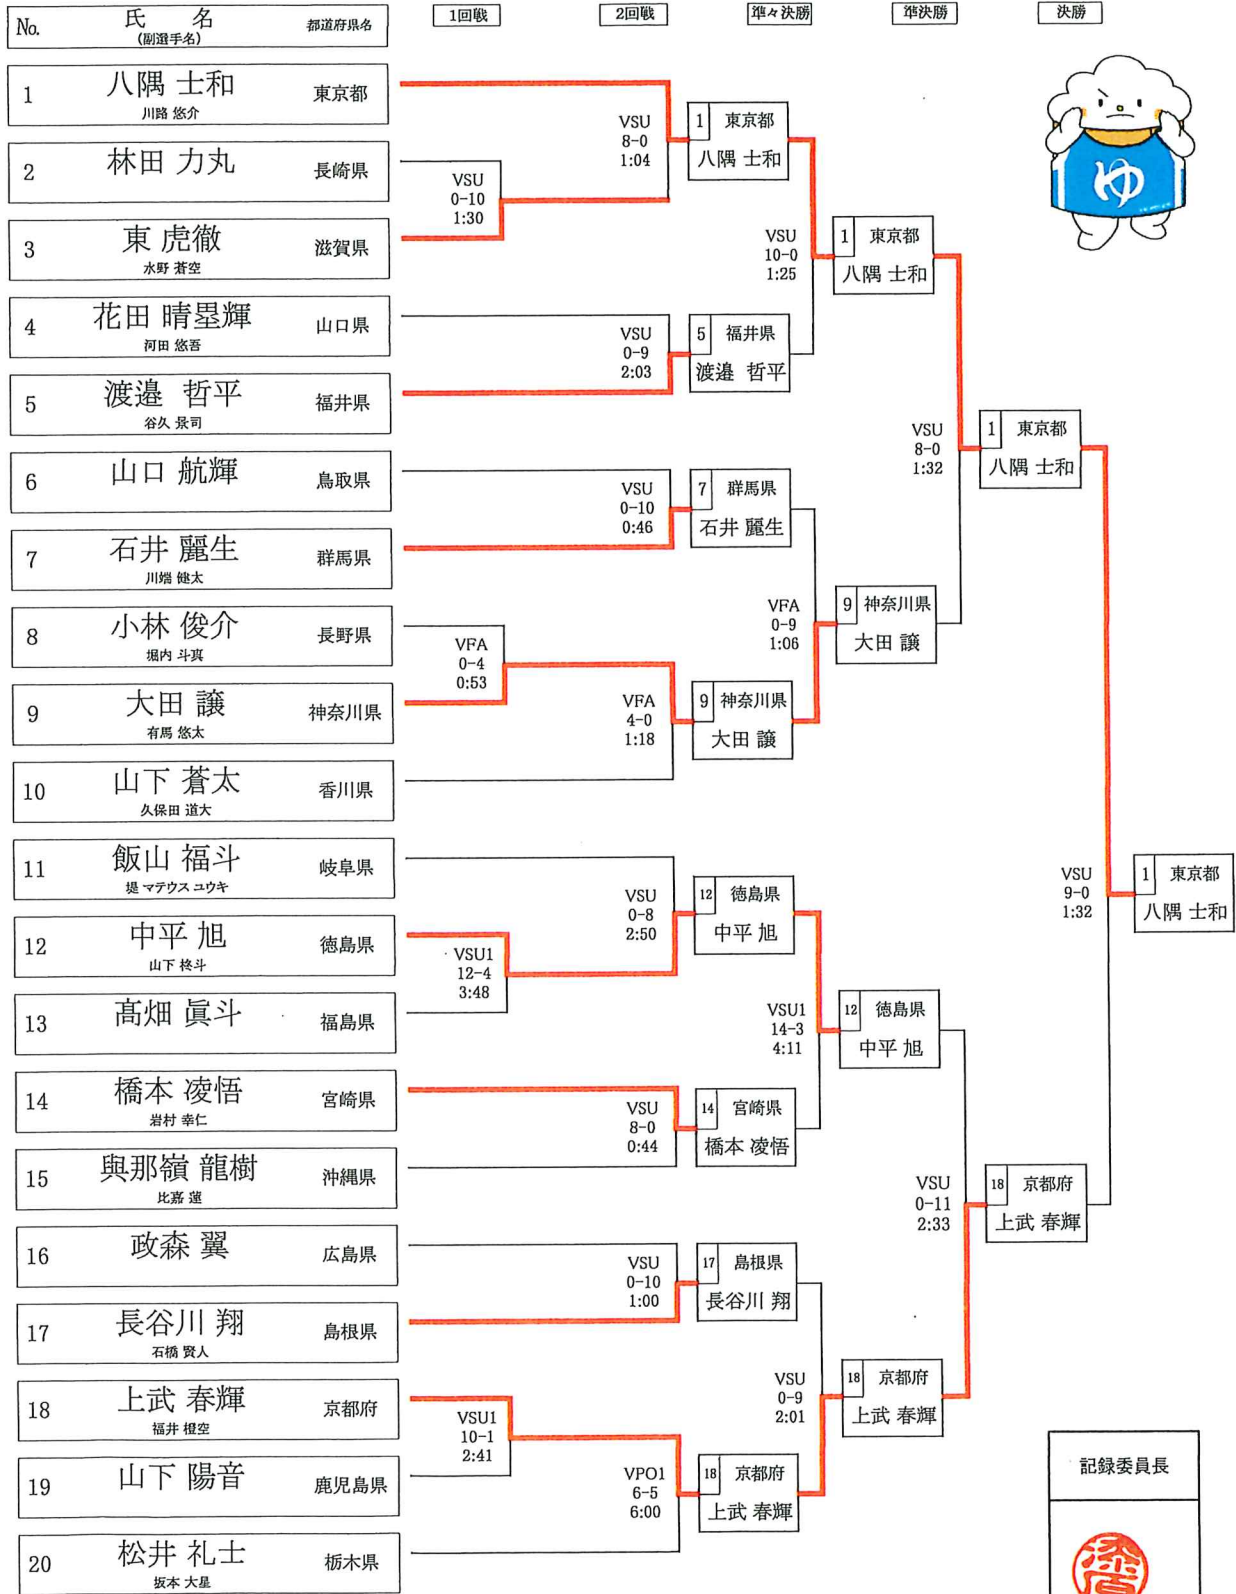 No. 氏 名 都道府県名 1回戦 2回戦 準々決勝 準決勝 決勝
(副選手名)
1 八隅 士和 東京都
川路 悠介
2 林田 力丸 長崎県
3 東 虎徹 滋賀県
水野 蒼空
4 花田 晴塁輝 山口県
河田 悠吾
5 渡邉 哲平 福井県
谷久 景司
6 山口 航輝 鳥取県
7 石井 麗生 群馬県
川端 健太
8 小林 俊介 長野県
堀内 斗真
9 大田 譲 神奈川県
有馬 悠太
10 山下 蒼太 香川県
久保田 道大
11 飯山 福斗 岐阜県
堤 マテウス ユウキ
12 中平 旭 徳島県
山下 柊斗
13 髙畑 眞斗 福島県
14 橋本 凌悟 宮崎県
岩村 幸仁
15 與那嶺 龍樹 沖縄県
比嘉 蓮
16 政森 翼 広島県
17 長谷川 翔 島根県
石橋 賢人
18 上武 春輝 京都府
福井 橙空
19 山下 陽音 鹿児島県
20 松井 礼士 栃木県
坂本 大星
VSU
0-10
1:30
VFA
0-4
0:53
VSU1
12-4
3:48
VSU1
10-1
2:41
VSU
8-0
1:04
VSU
0-9
2:03
VSU
0-10
0:46
VFA
4-0
1:18
VSU
0-8
2:50
VSU
8-0
0:44
VSU
0-10
1:00
VPO1
6-5
6:00
1 東京都
八隅 士和
5 福井県
渡邉 哲平
7 群馬県
石井 麗生
9 神奈川県
大田 譲
12 徳島県
中平 旭
14 宮崎県
橋本 凌悟
17 島根県
長谷川 翔
18 京都府
上武 春輝
VSU
10-0
1:25
VFA
0-9
1:06
VSU1
14-3
4:11
VSU
0-9
2:01
1 東京都
八隅 士和
9 神奈川県
大田 譲
12 徳島県
中平 旭
18 京都府
上武 春輝
VSU
8-0
1:32
VSU
0-11
2:33
1 東京都
八隅 士和
18 京都府
上武 春輝
VSU
9-0
1:32
1 東京都
八隅 士和
ゆ
記録委員長